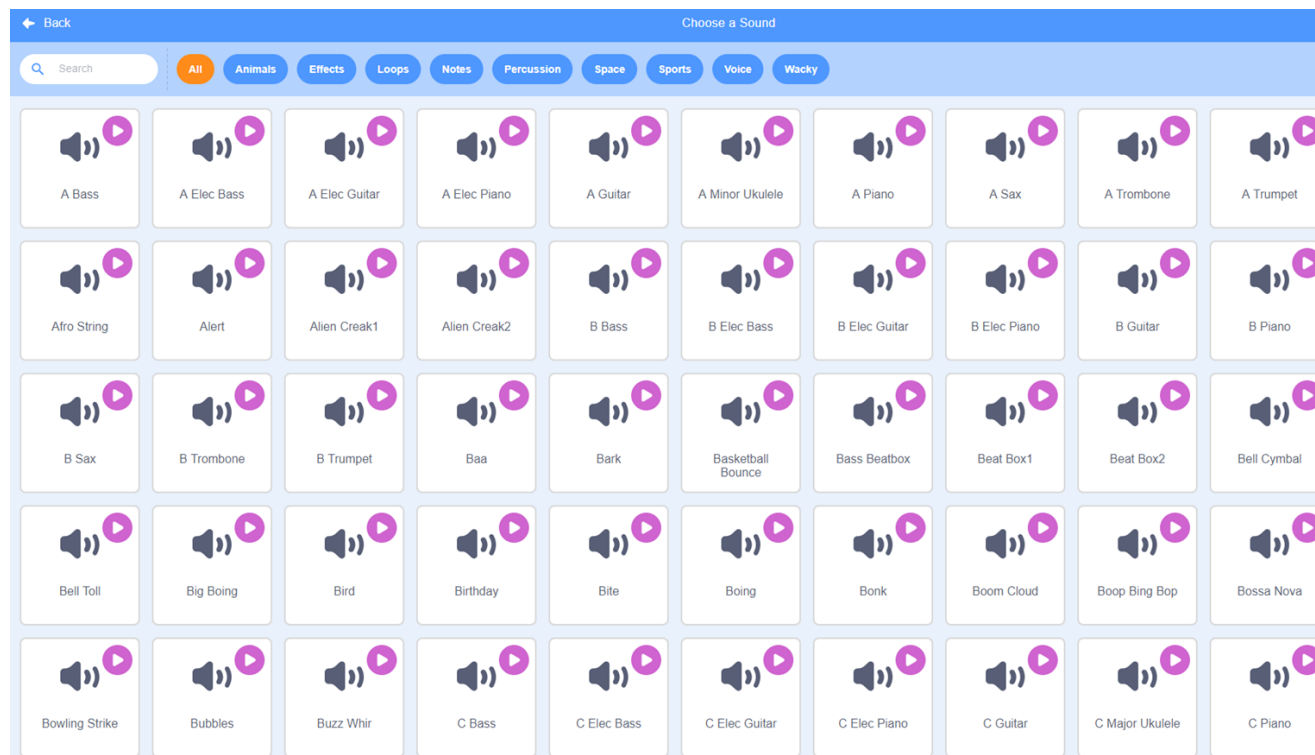 Back
Choose a Sound
Search
All
Animals
Effects
Loops
Notes
Percussion
Space
Sports
Voice
Wacky
A Bass
A Elec Bass
A Elec Guitar
A Elec Piano
A Guitar
A Minor Ukulele
A Piano
A Sax
A Trombone
A Trumpet
Afro String
Alert
Alien Creak1
Alien Creak2
B Bass
B Elec Bass
B Elec Guitar
B Elec Piano
B Guitar
B Piano
B Sax
B Trombone
B Trumpet
Baa
Bark
Basketball
Bounce
Bass Beatbox
Beat Box1
Beat Box2
Bell Cymbal
Bell Toll
Big Boing
Bird
Birthday
Bite
Boing
Bonk
Boom Cloud
Boop Bing Bop
Bossa Nova
Bowling Strike
Bubbles
Buzz Whir
C Bass
C Elec Bass
C Elec Guitar
C Elec Piano
C Guitar
C Major Ukulele
C Piano